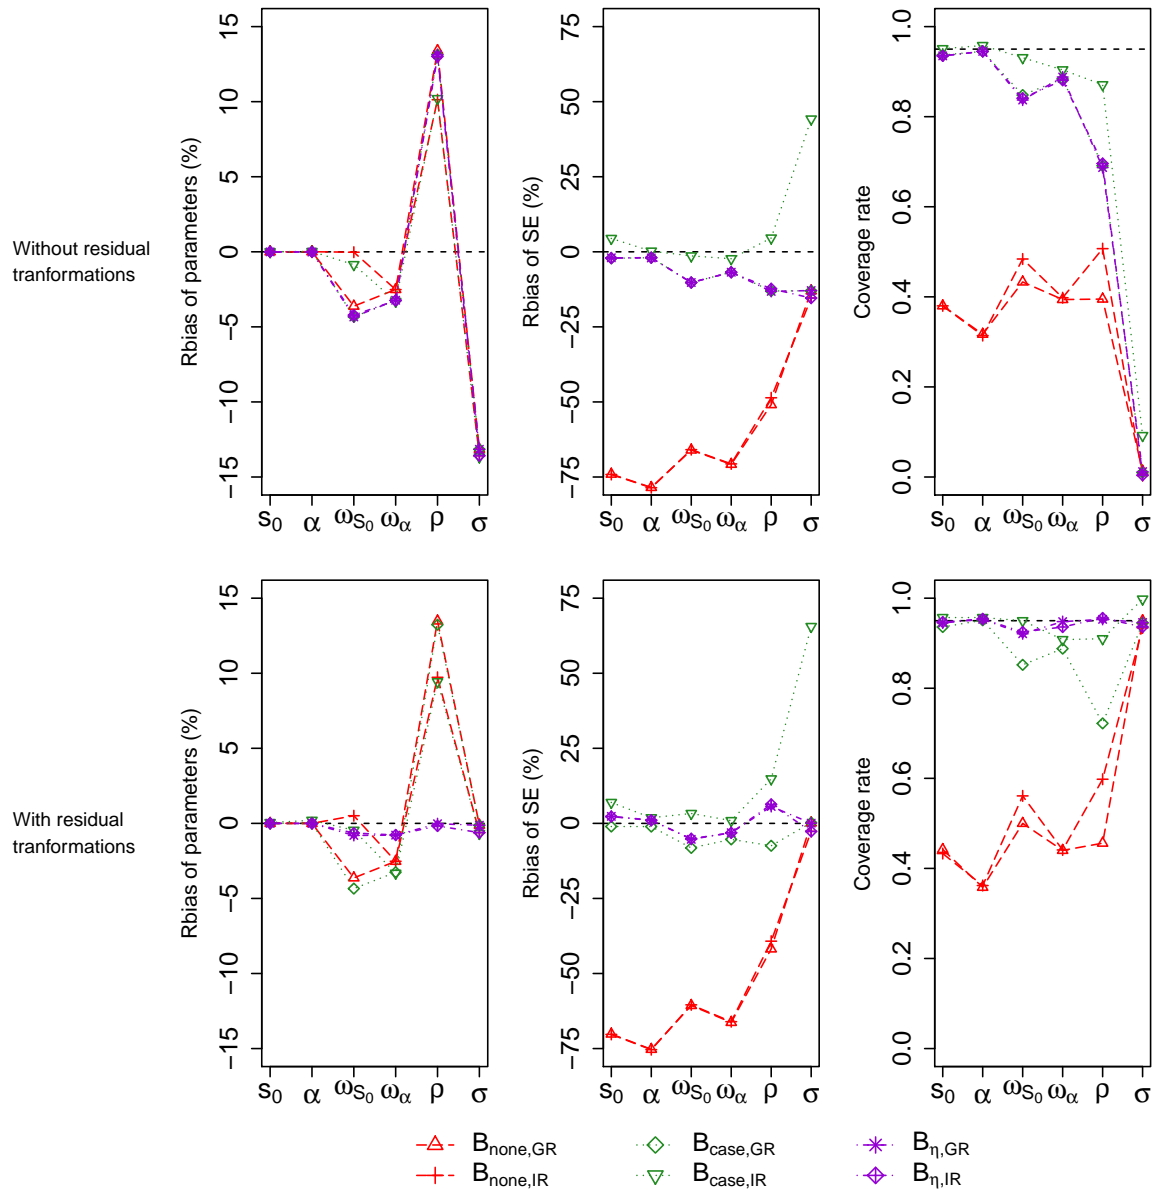 Without residual
tranformations
Rbias of parameters (%)
15
10
5
0
−5
−10
−15
s0 α ωS0 ωα ρ σ
Rbias of SE (%)
75
50
25
0
−25
−50
−75
s0 α ωS0 ωα ρ σ
Coverage rate
1.0
0.8
0.6
0.4
0.2
0.0
s0 α ωS0 ωα ρ σ
With residual
tranformations
Rbias of parameters (%)
15
10
5
0
−5
−10
−15
s0 α ωS0 ωα ρ σ
Rbias of SE (%)
75
50
25
0
−25
−50
−75
s0 α ωS0 ωα ρ σ
Coverage rate
1.0
0.8
0.6
0.4
0.2
0.0
s0 α ωS0 ωα ρ σ
Bnone,GR Bcase,GR Bη,GR
Bnone,IR Bcase,IR Bη,IR